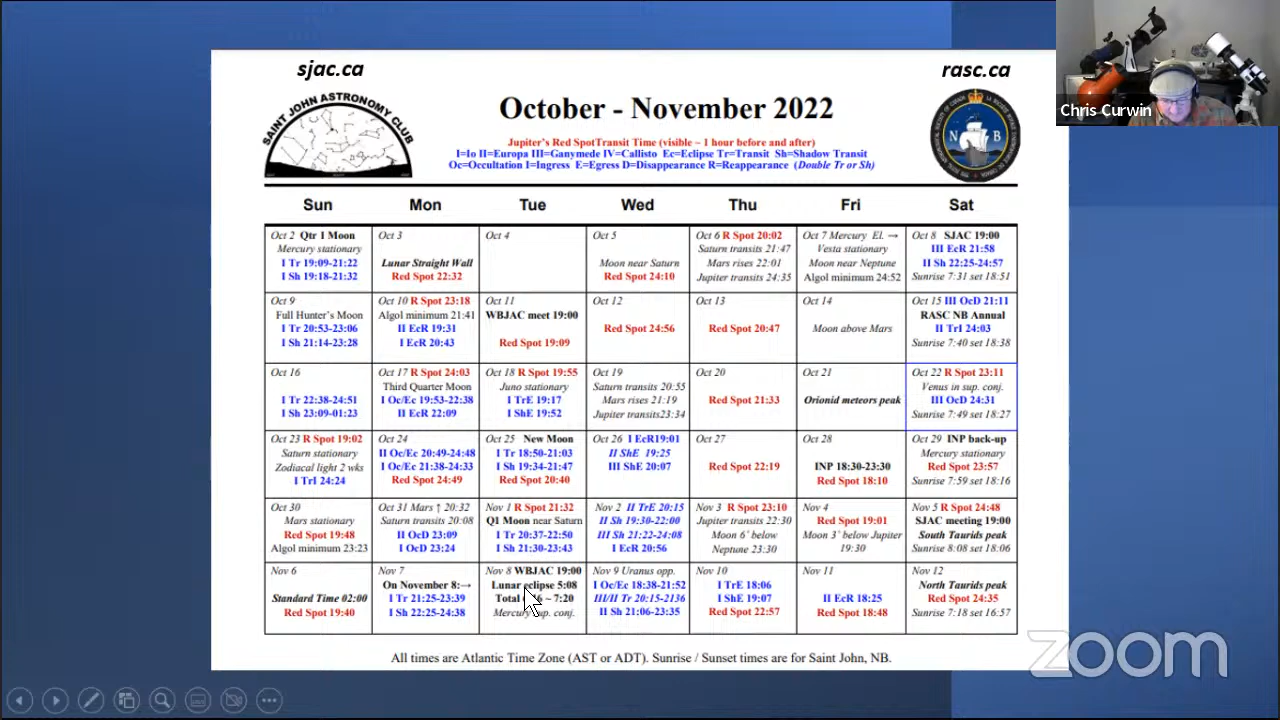 sjac.ca
rasc.ca
Chris Curwin
SAINT JOHN ASTRONOMY CLUB
October - November 2022
N B
Jupiter's Red SpotTransit Time (visible ~ 1 hour before and after)
I=Io II=Europa III=Ganymede IV=Callisto Ec=Eclipse Tr=Transit Sh=Shadow Transit
Oc=Occultation I=Ingress E=Egress D=Disappearance R=Reappearance (Double Tr or Sh)
Sun Mon Tue Wed Thu Fri Sat
Oct 2 Qtr 1 Moon
Mercury stationary
I Tr 19:09-21:22
I Sh 19:18-21:32
Oct 3
Lunar Straight Wall
Red Spot 22:32
Oct 4
Oct 5
Moon near Saturn
Red Spot 24:10
Oct 6 R Spot 20:02
Saturn transits 21:47
Mars rises 22:01
Jupiter transits 24:35
Oct 7 Mercury El. →
Vesta stationary
Moon near Neptune
Algol minimum 24:52
Oct 8 SJAC 19:00
III EcR 21:58
II Sh 22:25-24:57
Sunrise 7:31 set 18:51
Oct 9
Full Hunter's Moon
I Tr 20:53-23:06
I Sh 21:14-23:28
Oct 10 R Spot 23:18
Algol minimum 21:41
II EcR 19:31
I EcR 20:43
Oct 11
WBJAC meet 19:00
Red Spot 19:09
Oct 12
Red Spot 24:56
Oct 13
Red Spot 20:47
Oct 14
Moon above Mars
Oct 15 III OcD 21:11
RASC NB Annual
II TrI 24:03
Sunrise 7:40 set 18:38
Oct 16
I Tr 22:38-24:51
I Sh 23:09-01:23
Oct 17 R Spot 24:03
Third Quarter Moon
I Oc/Ec 19:53-22:38
II EcR 22:09
Oct 18 R Spot 19:55
Juno stationary
I TrE 19:17
I ShE 19:52
Oct 19
Saturn transits 20:55
Mars rises 21:19
Jupiter transits23:34
Oct 20
Red Spot 21:33
Oct 21
Orionid meteors peak
Oct 22 R Spot 23:11
Venus in sup. conj.
III OcD 24:31
Sunrise 7:49 set 18:27
Oct 23 R Spot 19:02
Saturn stationary
Zodiacal light 2 wks
I TrI 24:24
Oct 24
II Oc/Ec 20:49-24:48
I Oc/Ec 21:38-24:33
Red Spot 24:49
Oct 25 New Moon
I Tr 18:50-21:03
I Sh 19:34-21:47
Red Spot 20:40
Oct 26 I EcR19:01
II ShE 19:25
III ShE 20:07
Oct 27
Red Spot 22:19
Oct 28
INP 18:30-23:30
Red Spot 18:10
Oct 29 INP back-up
Mercury stationary
Red Spot 23:57
Sunrise 7:59 set 18:16
Oct 30
Mars stationary
Red Spot 19:48
Algol minimum 23:23
Oct 31 Mars ↑ 20:32
Saturn transits 20:08
II OcD 23:09
I OcD 23:24
Nov 1 R Spot 21:32
Q1 Moon near Saturn
I Tr 20:37-22:50
I Sh 21:30-23:43
Nov 2 II TrE 20:15
II Sh 19:30-22:00
III Sh 21:22-24:08
I EcR 20:56
Nov 3 R Spot 23:10
Jupiter transits 22:30
Moon 6˚ below
Neptune 23:30
Nov 4
Red Spot 19:01
Moon 3˚ below Jupiter
19:30
Nov 5 R Spot 24:48
SJAC meeting 19:00
South Taurids peak
Sunrise 8:08 set 18:06
Nov 6
Standard Time 02:00
Red Spot 19:40
Nov 7
On November 8:→
I Tr 21:25-23:39
I Sh 22:25-24:38
Nov 8 WBJAC 19:00
Lunar eclipse 5:08
Total ~ 7:20
Mercury sup. conj.
Nov 9 Uranus opp.
I Oc/Ec 18:38-21:52
III/II Tr 20:15-2136
II Sh 21:06-23:35
Nov 10
I TrE 18:06
I ShE 19:07
Red Spot 22:57
Nov 11
II EcR 18:25
Red Spot 18:48
Nov 12
North Taurids peak
Red Spot 24:35
Sunrise 7:18 set 16:57
All times are Atlantic Time Zone (AST or ADT). Sunrise / Sunset times are for Saint John, NB.
zoom